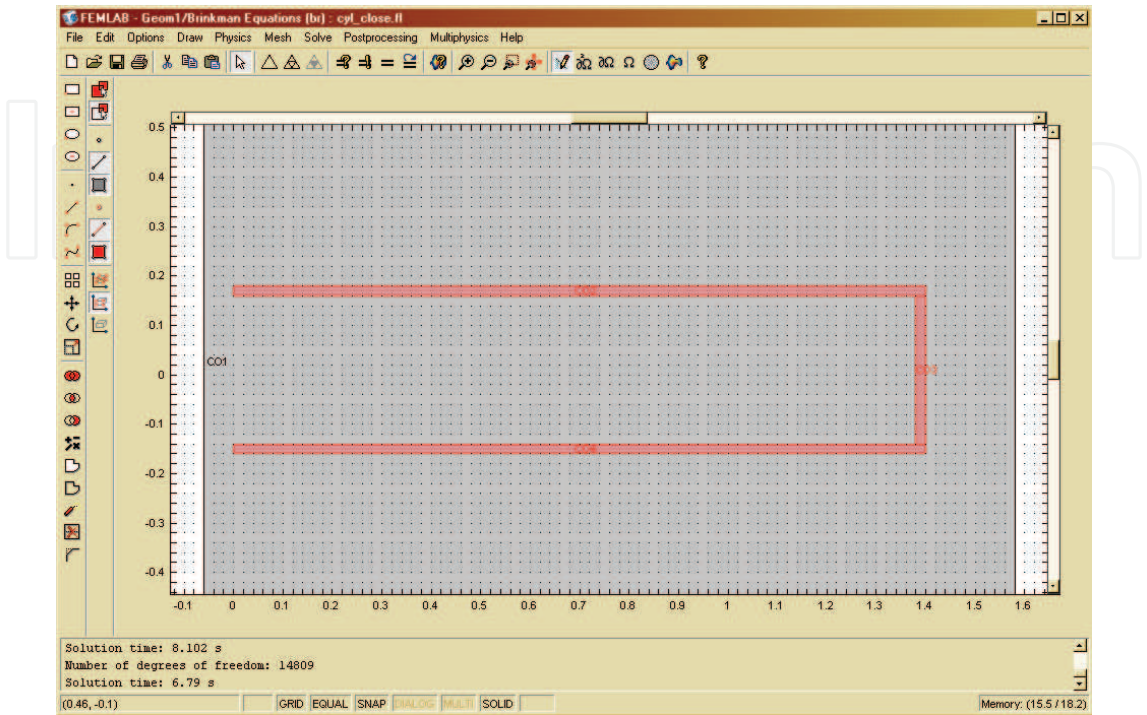 FEMLAB - Geom1/Brinkman Equations (br) : cyl_close.fl
File Edit Options Draw Physics Mesh Solve Postprocessing Multiphysics Help
0.5
0.4
0.3
0.2
0.1
CO1
0
-0.1
-0.2
-0.3
-0.4
-0.1 0 0.1 0.2 0.3 0.4 0.5 0.6 0.7 0.8 0.9 1 1.1 1.2 1.3 1.4 1.5 1.6
Solution time: 8.102 s
Number of degrees of freedom: 14809
Solution time: 6.79 s
(0.46, -0.1) GRID EQUAL SNAP DIALOG MULTI SOLID Memory: (15.5 / 18.2)